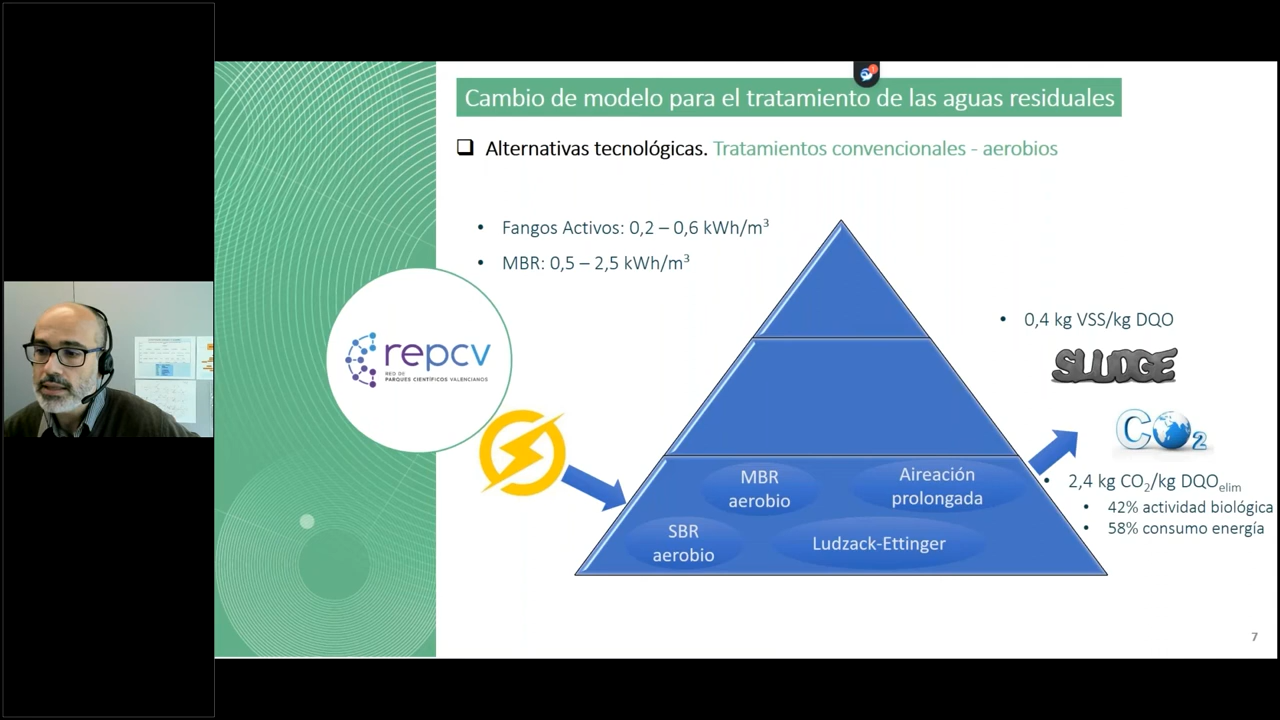 Cambio de modelo para el tratamiento de las aguas residuales
❑ Alternativas tecnológicas. Tratamientos convencionales - aerobios
• Fangos Activos: 0,2 – 0,6 kWh/m³
• MBR: 0,5 – 2,5 kWh/m³
• 0,4 kg VSS/kg DQO
SLUDGE
repcv
RED DE
PARQUES CIENTÍFICOS VALENCIANOS
CO₂
MBR
aerobio
Aireación
prolongada
• 2,4 kg CO₂/kg DQOelim
• 42% actividad biológica
• 58% consumo energía
SBR
aerobio
Ludzack-Ettinger
7